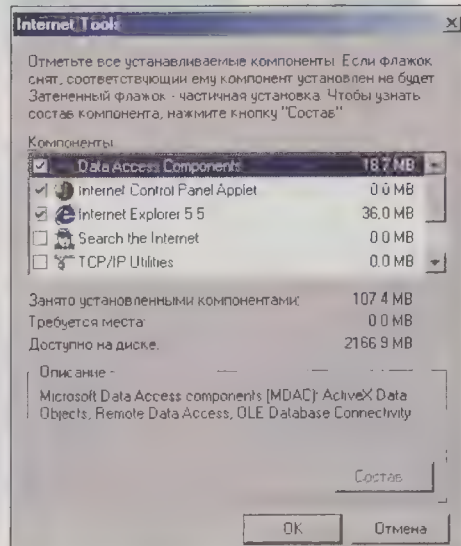 Internet Tools
Отметьте все устанавливаемые компоненты. Если флажок
снят, соответствующий ему компонент установлен не будет
Затененный флажок - частичная установка. Чтобы узнать
состав компонента, нажмите кнопку "Состав"
Компоненты
Data Access Components 18.7 MB
Internet Control Panel Applet 0.0 MB
Internet Explorer 5.5 36.0 MB
Search the Internet 0.0 MB
TCP/IP Utilities 0.0 MB
Занято установленными компонентами: 107.4 MB
Требуется места: 0.0 MB
Доступно на диске: 2166.9 MB
Описание
Microsoft Data Access components (MDAC): ActiveX Data
Objects, Remote Data Access, OLE Database Connectivity
Состав
OK Отмена